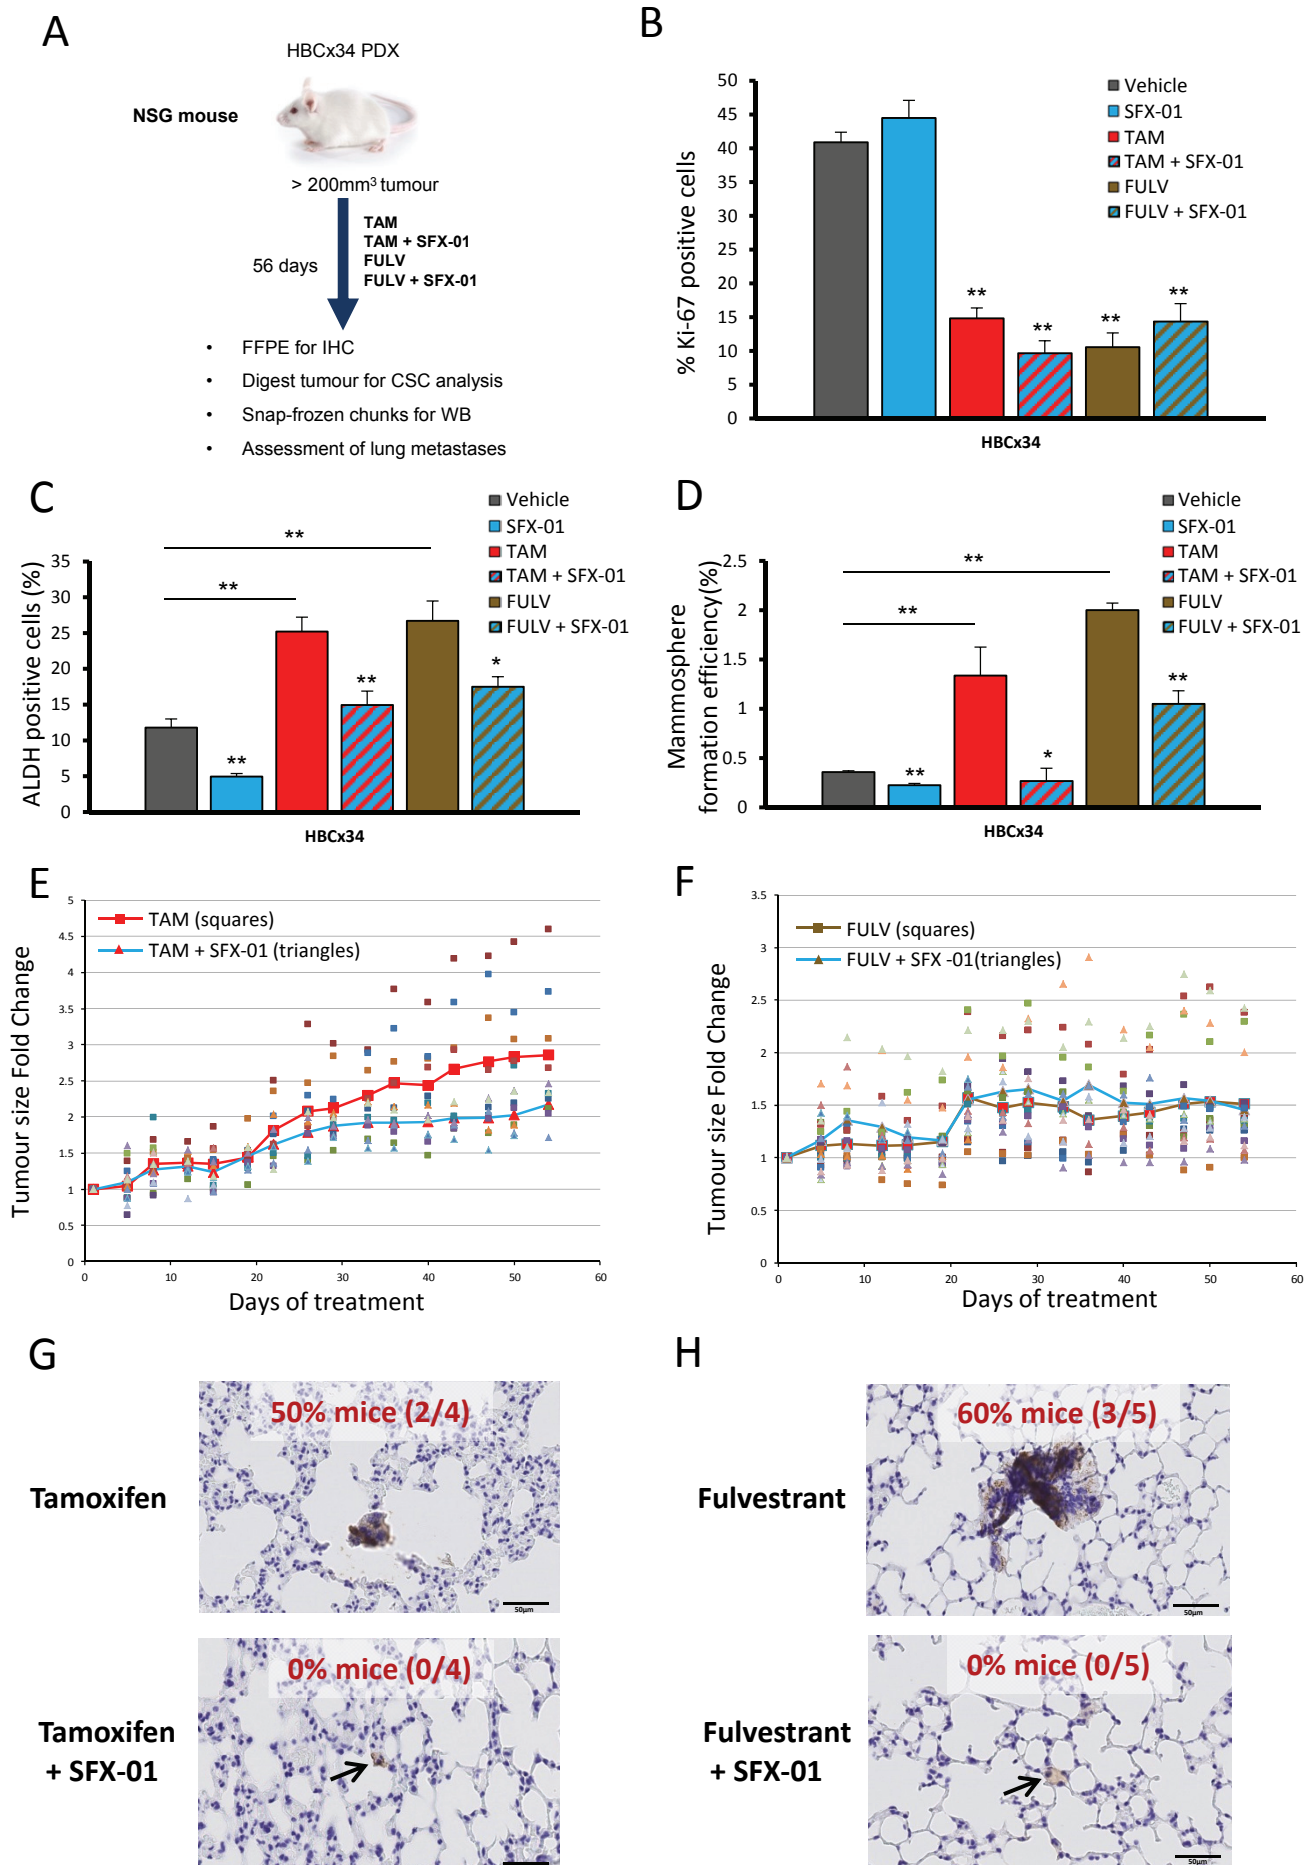 A
HBCx34 PDX
NSG mouse
> 200mm³ tumour
56 days
TAM
TAM + SFX-01
FULV
FULV + SFX-01
• FFPE for IHC
• Digest tumour for CSC analysis
• Snap-frozen chunks for WB
• Assessment of lung metastases
B
% Ki-67 positive cells
50
45
40
35
30
25
20
15
10
5
0
** ** ** **
Vehicle
SFX-01
TAM
TAM + SFX-01
FULV
FULV + SFX-01
HBCx34
C
ALDH positive cells (%)
35
30
25
20
15
10
5
0
**
**
** ** *
Vehicle
SFX-01
TAM
TAM + SFX-01
FULV
FULV + SFX-01
HBCx34
D
Mammosphere
formation efficiency(%)
2.5
2
1.5
1
0.5
0
**
**
** * **
Vehicle
SFX-01
TAM
TAM + SFX-01
FULV
FULV + SFX-01
HBCx34
E
Tumour size Fold Change
5
4.5
4
3.5
3
2.5
2
1.5
1
0.5
0
TAM (squares)
TAM + SFX-01 (triangles)
0 10 20 30 40 50 60
Days of treatment
F
Tumour size Fold Change
3.5
3
2.5
2
1.5
1
0.5
0
FULV (squares)
FULV + SFX -01(triangles)
0 10 20 30 40 50 60
Days of treatment
G
Tamoxifen
50% mice (2/4)
50µm
Tamoxifen
+ SFX-01
0% mice (0/4)
H
Fulvestrant
60% mice (3/5)
50µm
Fulvestrant
+ SFX-01
0% mice (0/5)
50µm